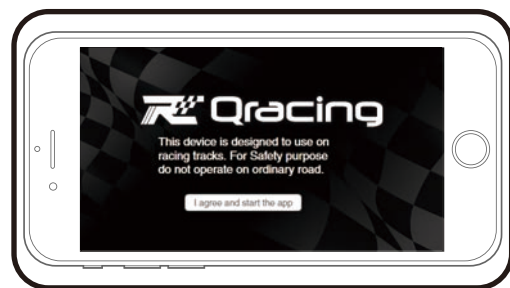 Qracing
This device is designed to use on
racing tracks. For Safety purpose
do not operate on ordinary road.
I agree and start the app